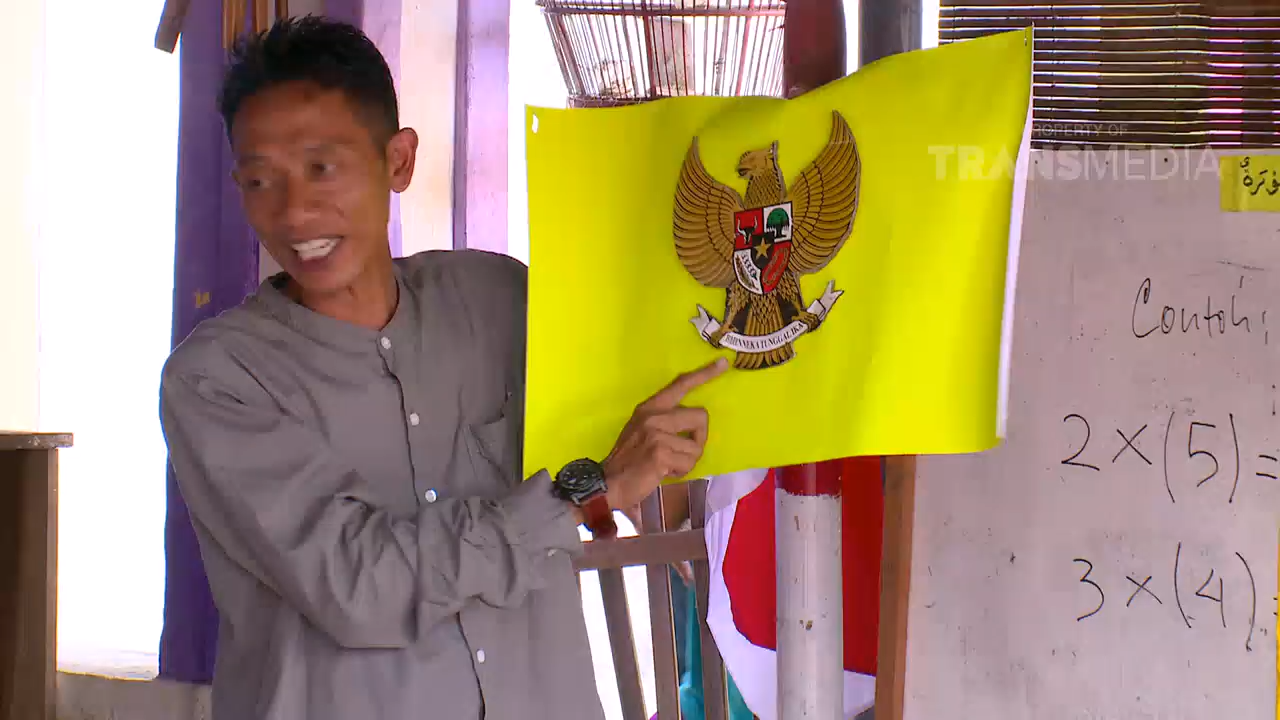 PROPERTY OF
TRANSMEDIA
BHINNEKA TUNGGAL IKA
Contoh:
2×(5)=
3×(4)=